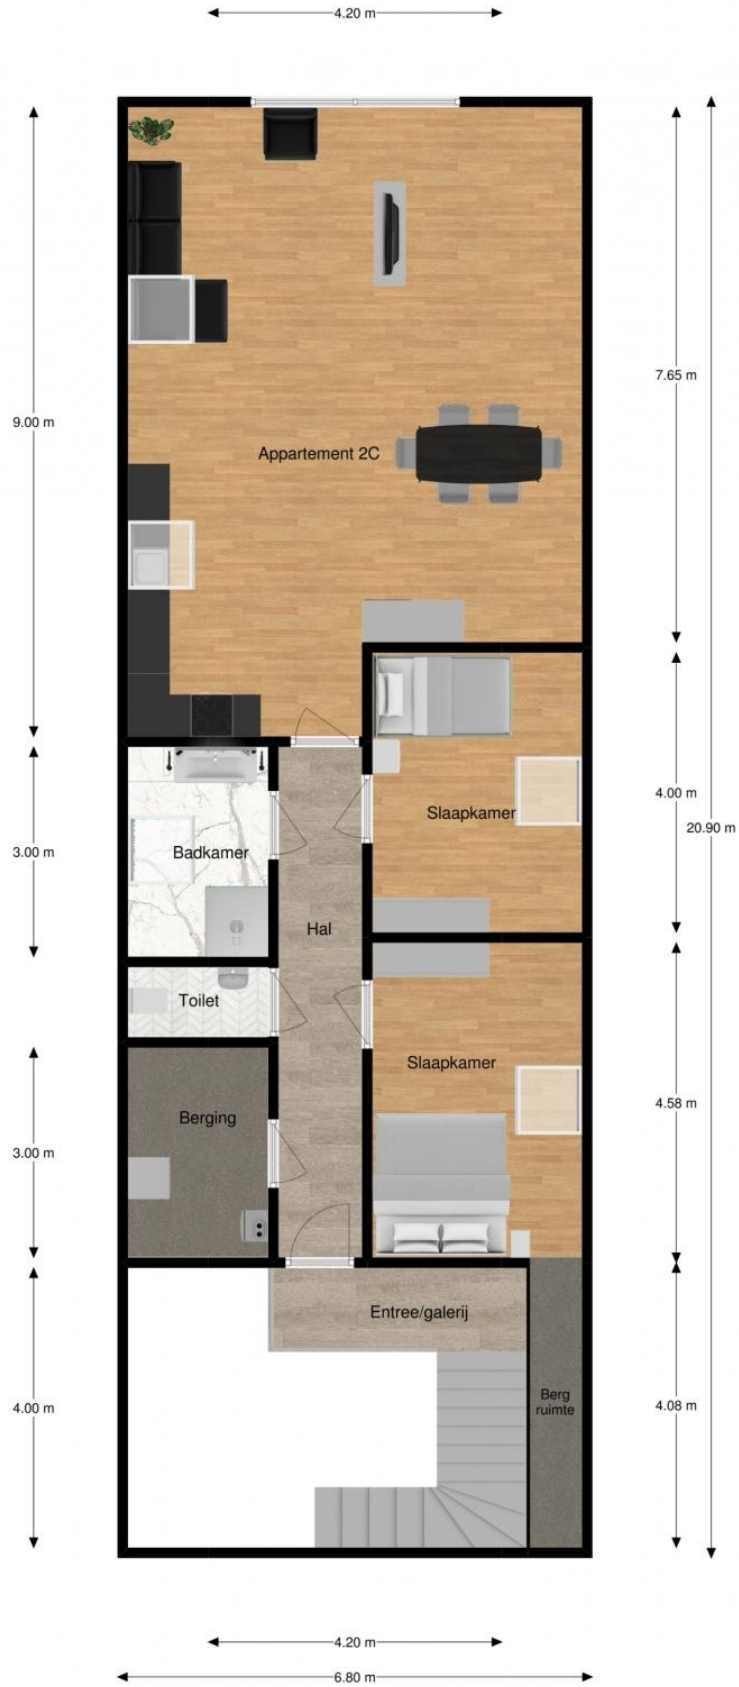 4.20 m
9.00 m
7.65 m
Appartement 2C
4.00 m
Slaapkamer
20.90 m
3.00 m
Badkamer
Hal
Toilet
Slaapkamer
4.58 m
Berging
3.00 m
Entree/galerij
Berg
ruimte
4.00 m
4.08 m
4.20 m
6.80 m